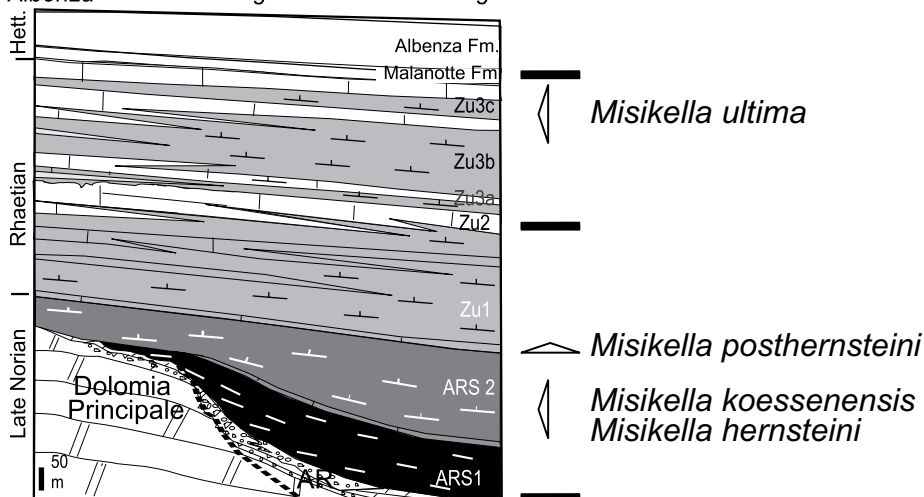 Albenza
Hett.
Rhaetian
Late Norian
Albenza Fm.
Malanotte Fm
Zu3c
Zu3b
Zu3a
Zu2
Zu1
ARS 2
ARS1
AR
Dolomia
Principale
50
m
Misikella ultima
Misikella posthernsteini
Misikella koessenensis
Misikella hernsteini